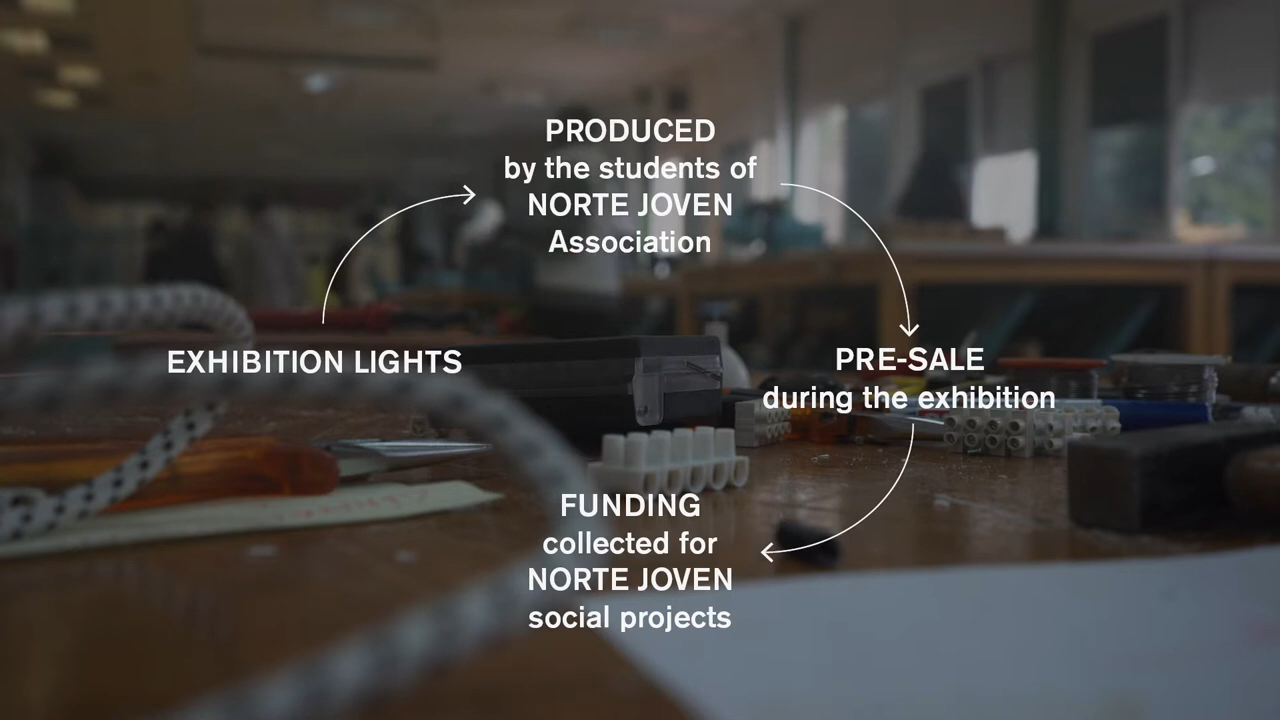 PRODUCED
by the students of
NORTE JOVEN
Association
EXHIBITION LIGHTS
PRE-SALE
during the exhibition
FUNDING
collected for
NORTE JOVEN
social projects